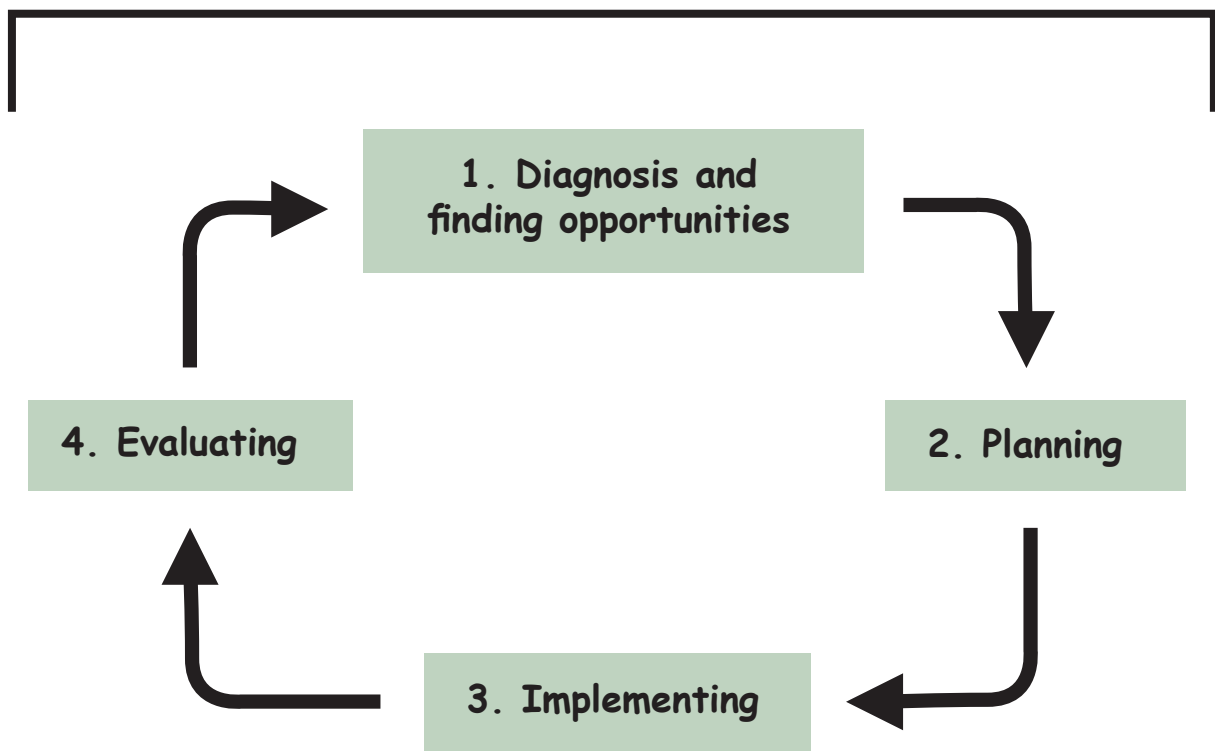 1. Diagnosis and
finding opportunities
2. Planning
3. Implementing
4. Evaluating